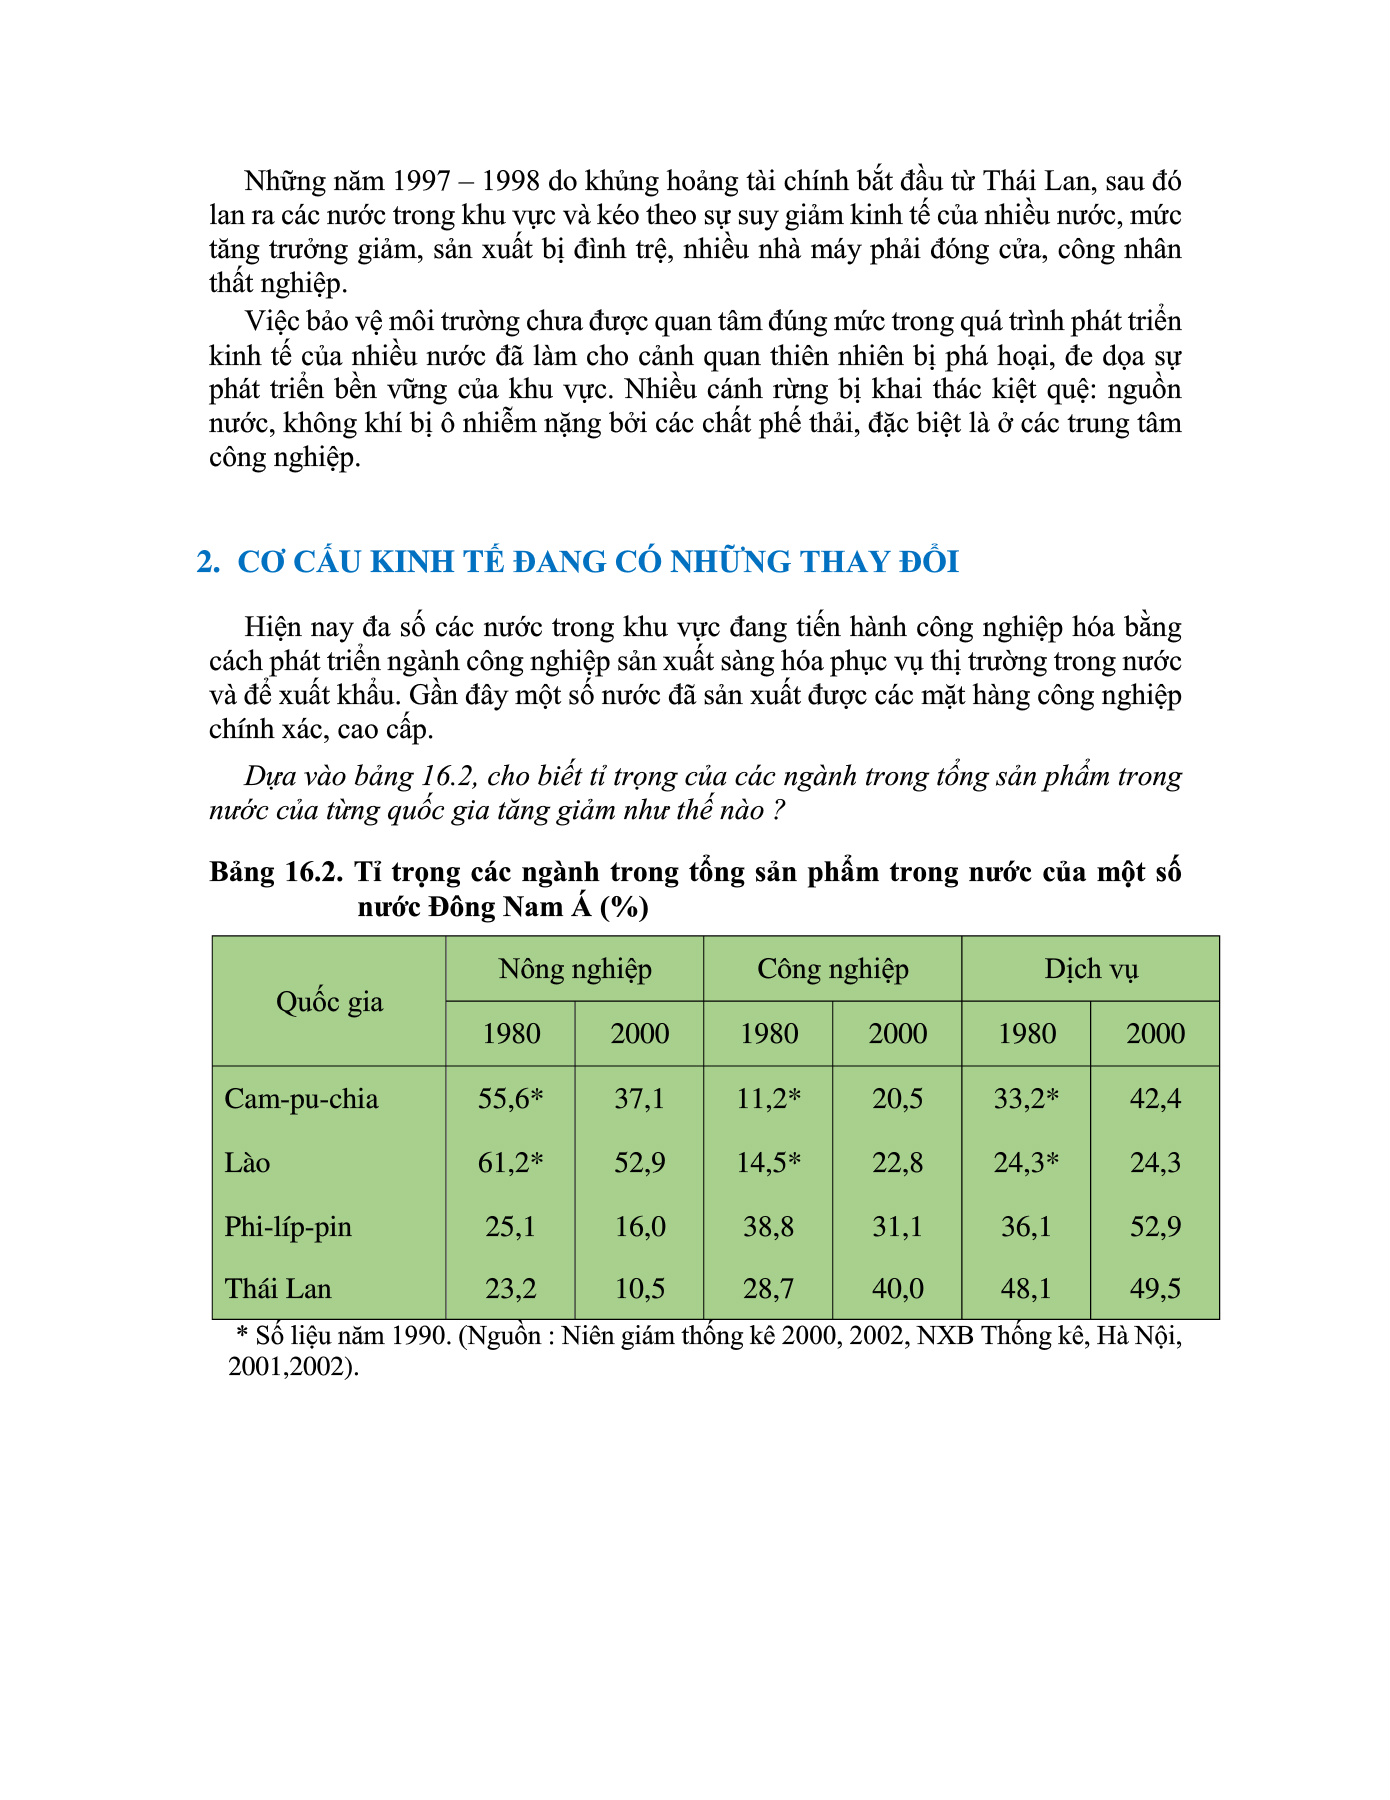 Những năm 1997 – 1998 do khủng hoảng tài chính bắt đầu từ Thái Lan, sau đó
lan ra các nước trong khu vực và kéo theo sự suy giảm kinh tế của nhiều nước, mức
tăng trưởng giảm, sản xuất bị đình trệ, nhiều nhà máy phải đóng cửa, công nhân
thất nghiệp.
Việc bảo vệ môi trường chưa được quan tâm đúng mức trong quá trình phát triển
kinh tế của nhiều nước đã làm cho cảnh quan thiên nhiên bị phá hoại, đe dọa sự
phát triển bền vững của khu vực. Nhiều cánh rừng bị khai thác kiệt quệ: nguồn
nước, không khí bị ô nhiễm nặng bởi các chất phế thải, đặc biệt là ở các trung tâm
công nghiệp.
2. CƠ CẤU KINH TẾ ĐANG CÓ NHỮNG THAY ĐỔI
Hiện nay đa số các nước trong khu vực đang tiến hành công nghiệp hóa bằng
cách phát triển ngành công nghiệp sản xuất sàng hóa phục vụ thị trường trong nước
và để xuất khẩu. Gần đây một số nước đã sản xuất được các mặt hàng công nghiệp
chính xác, cao cấp.
Dựa vào bảng 16.2, cho biết tỉ trọng của các ngành trong tổng sản phẩm trong
nước của từng quốc gia tăng giảm như thế nào ?
Bảng 16.2. Tỉ trọng các ngành trong tổng sản phẩm trong nước của một số
nước Đông Nam Á (%)
Quốc gia Nông nghiệp Công nghiệp Dịch vụ
1980 2000 1980 2000 1980 2000
Cam-pu-chia 55,6* 37,1 11,2* 20,5 33,2* 42,4
Lào 61,2* 52,9 14,5* 22,8 24,3* 24,3
Phi-líp-pin 25,1 16,0 38,8 31,1 36,1 52,9
Thái Lan 23,2 10,5 28,7 40,0 48,1 49,5
* Số liệu năm 1990. (Nguồn : Niên giám thống kê 2000, 2002, NXB Thống kê, Hà Nội,
2001,2002).